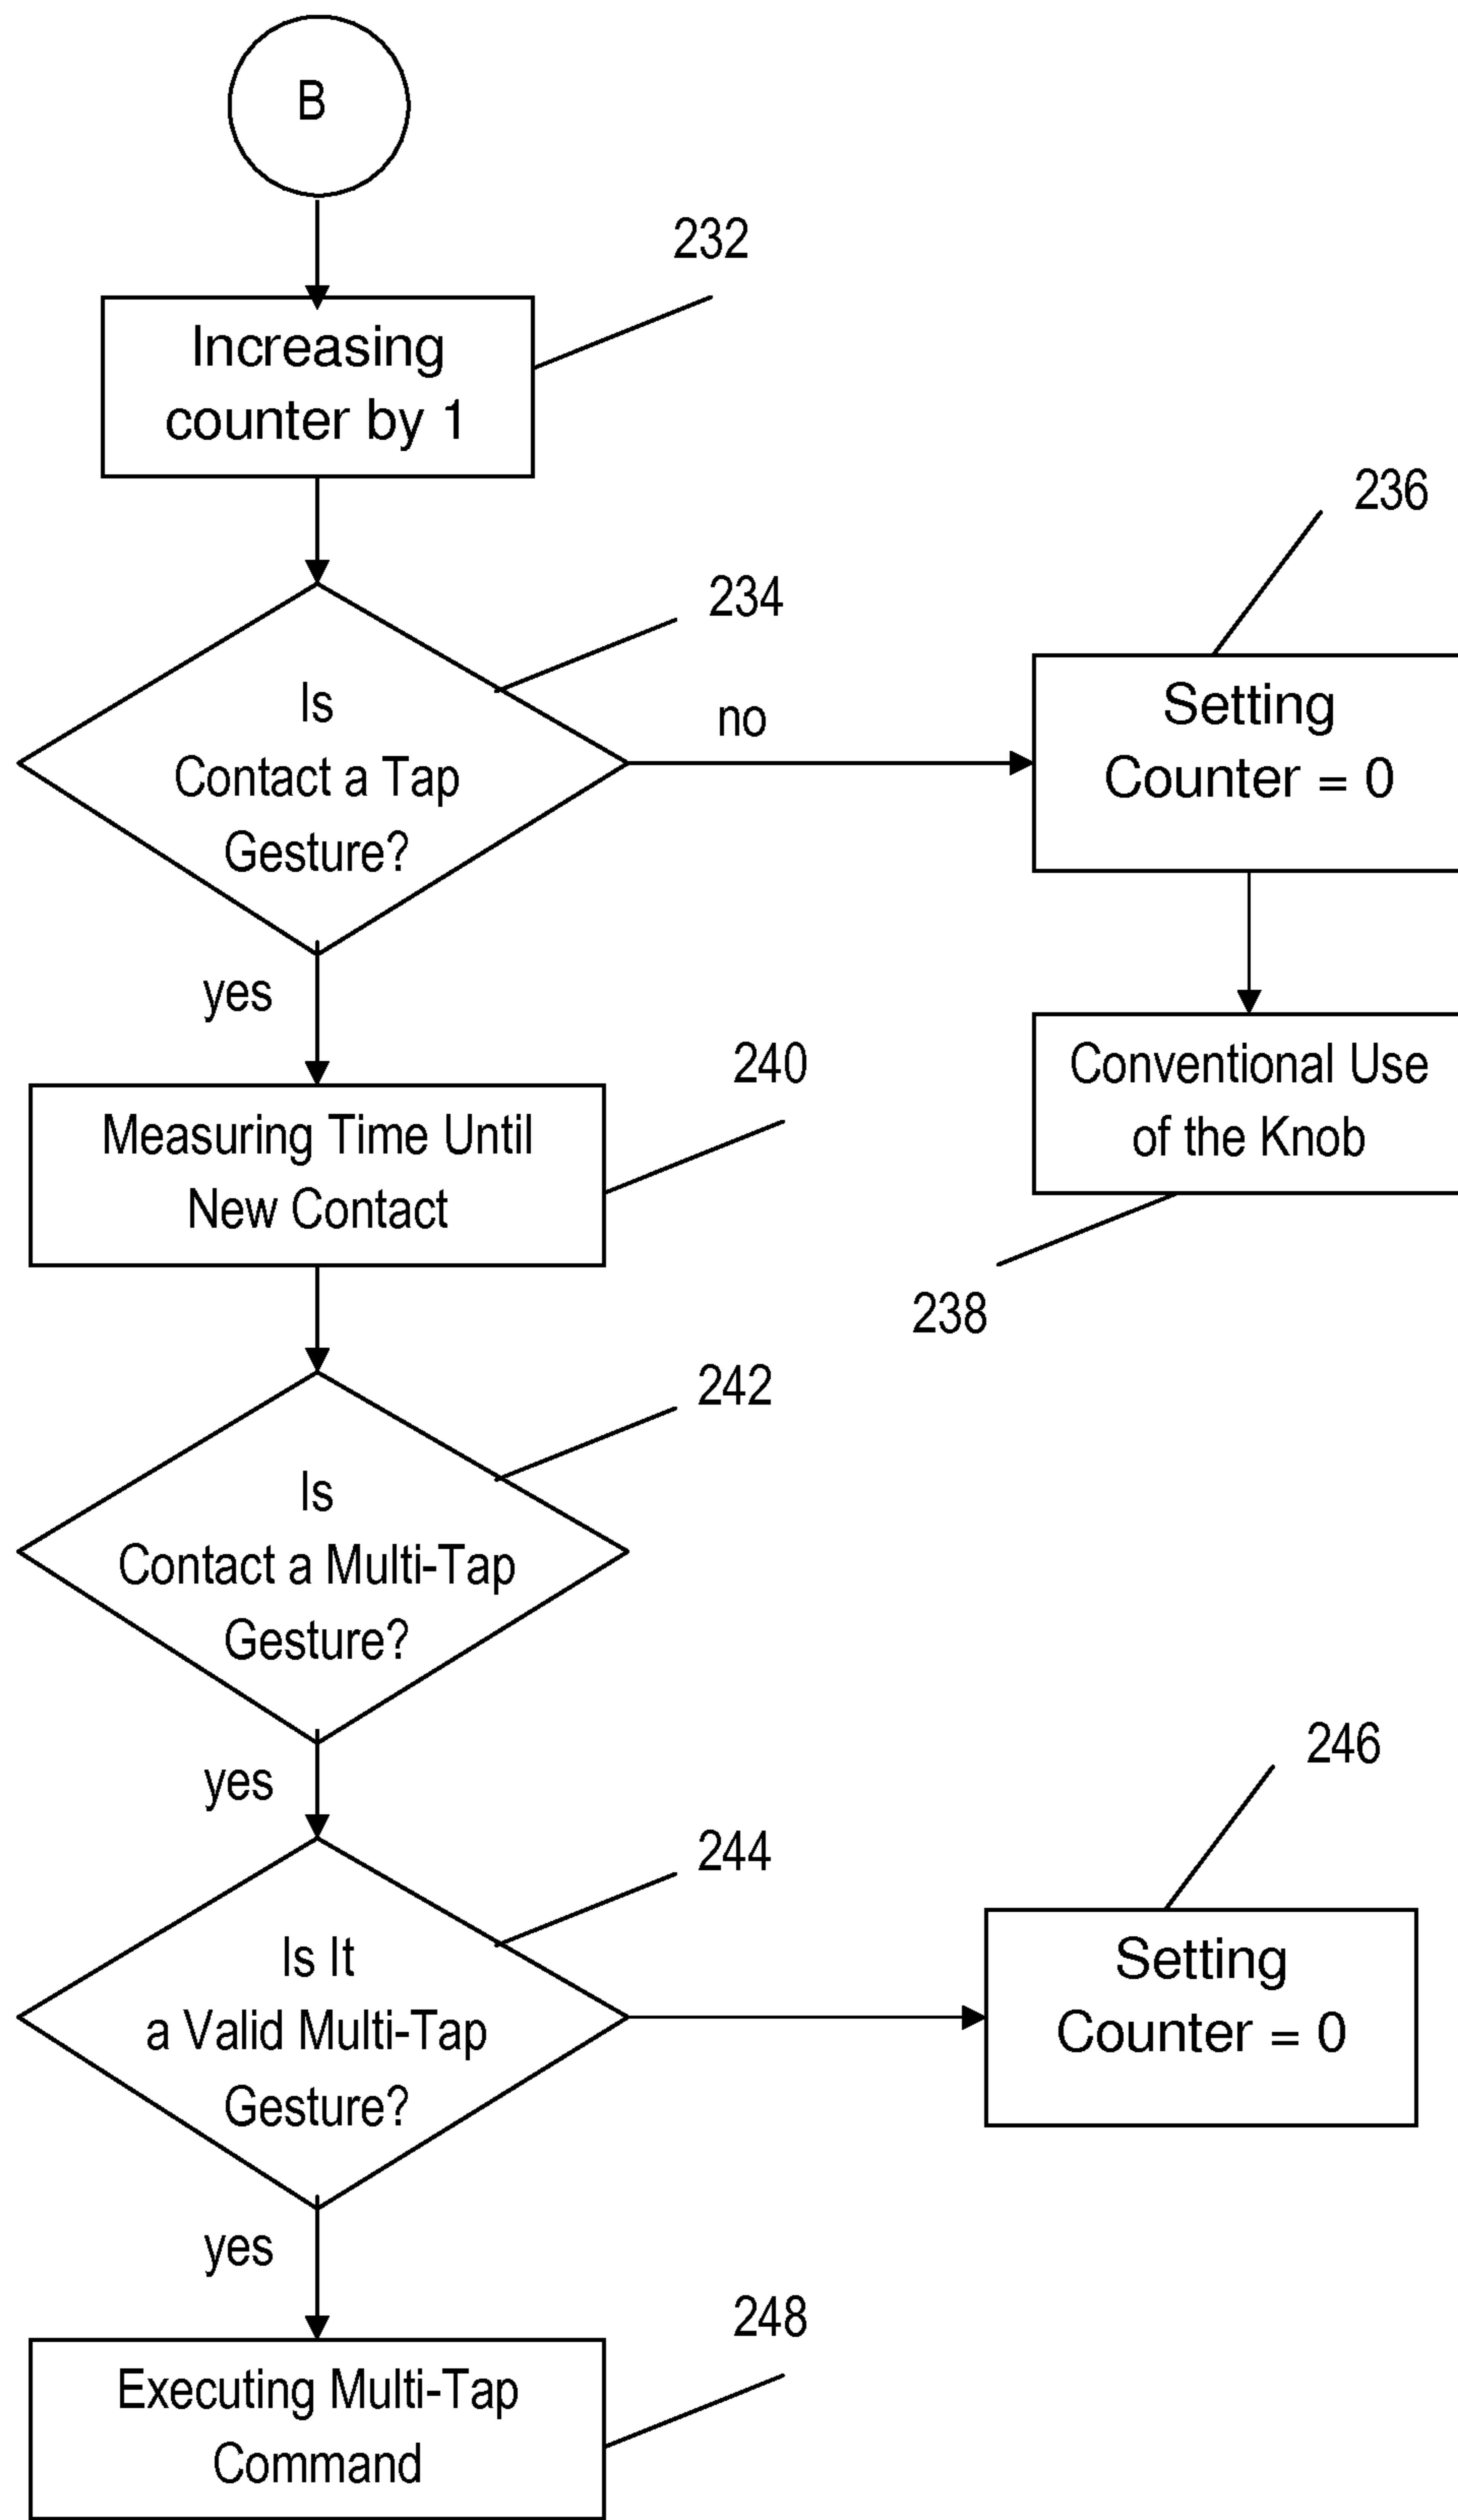 B
232
Increasing
counter by 1
236
234
Is
Contact a Tap
Gesture?
no
Setting
Counter = 0
yes
240
Conventional Use
of the Knob
Measuring Time Until
New Contact
238
242
Is
Contact a Multi-Tap
Gesture?
yes
246
244
Is It
a Valid Multi-Tap
Gesture?
Setting
Counter = 0
yes
248
Executing Multi-Tap
Command